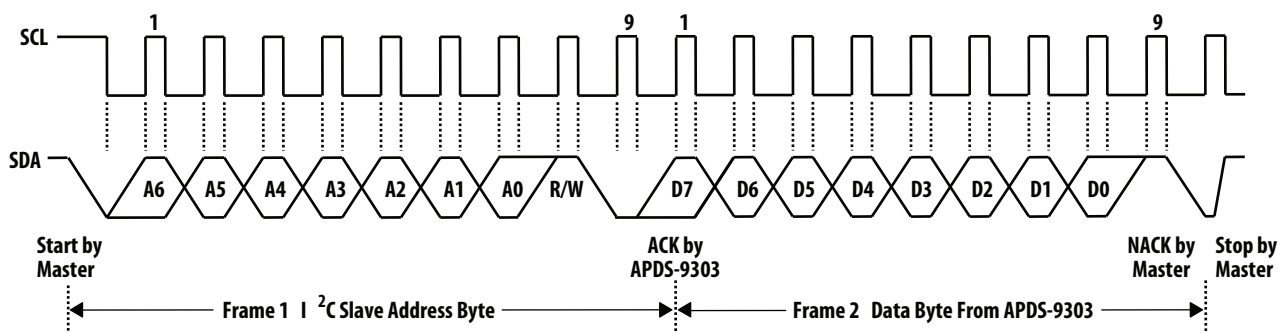 1 9 1 9
SCL
SDA A6 A5 A4 A3 A2 A1 A0 R/W D7 D6 D5 D4 D3 D2 D1 D0
Start by Master
ACK by APDS-9303
NACK by Master
Stop by Master
Frame 1 I ²C Slave Address Byte
Frame 2 Data Byte From APDS-9303